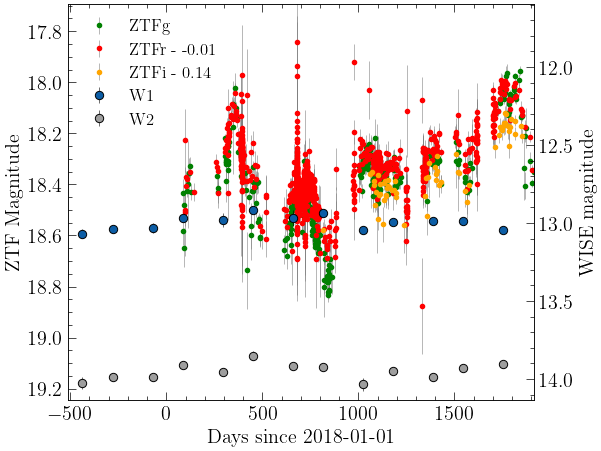 ZTFg
ZTFr - -0.01
ZTFi - 0.14
W1
W2
17.8
18.0
18.2
18.4
18.6
18.8
19.0
19.2
ZTF Magnitude
12.0
12.5
13.0
13.5
14.0
WISE magnitude
−500 0 500 1000 1500
Days since 2018-01-01